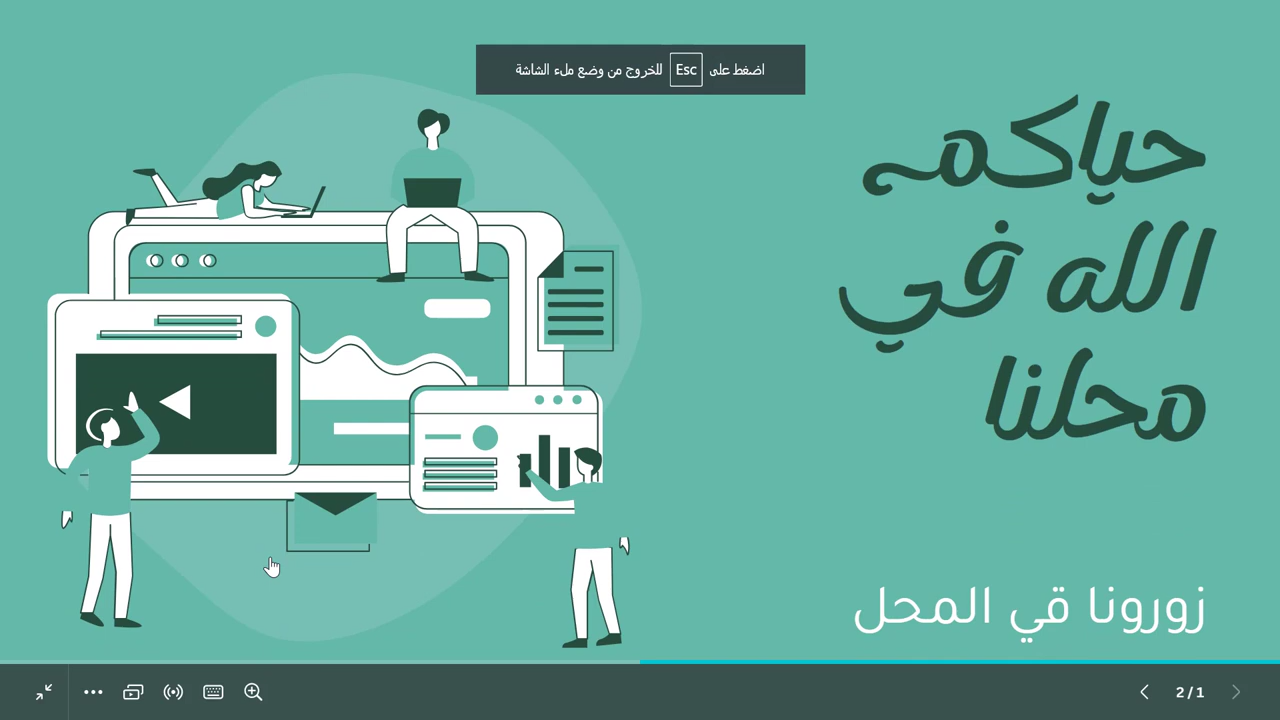 اضغط على Esc للخروج من وضع ملء الشاشة
حياكم
الله في
محلنا
زورونا قي المحل
2/1